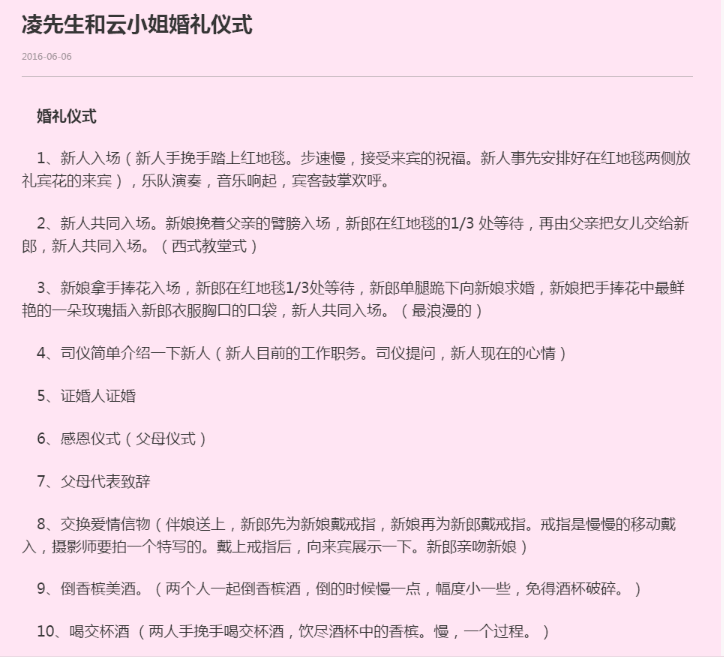 凌先生和云小姐婚礼仪式
2016-06-06
婚礼仪式
1、新人入场（新人手挽手踏上红地毯。步速慢，接受来宾的祝福。新人事先安排好在红地毯两侧放
礼宾花的来宾），乐队演奏，音乐响起，宾客鼓掌欢呼。
2、新人共同入场。新娘挽着父亲的臂膀入场，新郎在红地毯的1/3 处等待，再由父亲把女儿交给新
郎，新人共同入场。（西式教堂式）
3、新娘拿手捧花入场，新郎在红地毯1/3处等待，新郎单腿跪下向新娘求婚，新娘把手捧花中最鲜
艳的一朵玫瑰插入新郎衣服胸口的口袋，新人共同入场。（最浪漫的）
4、司仪简单介绍一下新人（新人目前的工作职务。司仪提问，新人现在的心情）
5、证婚人证婚
6、感恩仪式（父母仪式）
7、父母代表致辞
8、交换爱情信物（伴娘送上，新郎先为新娘戴戒指，新娘再为新郎戴戒指。戒指是慢慢的移动戴
入，摄影师要拍一个特写的。戴上戒指后，向来宾展示一下。新郎亲吻新娘）
9、倒香槟美酒。（两个人一起倒香槟酒，倒的时候慢一点，幅度小一些，免得酒杯破碎。）
10、喝交杯酒 （两人手挽手喝交杯酒，饮尽酒杯中的香槟。慢，一个过程。）